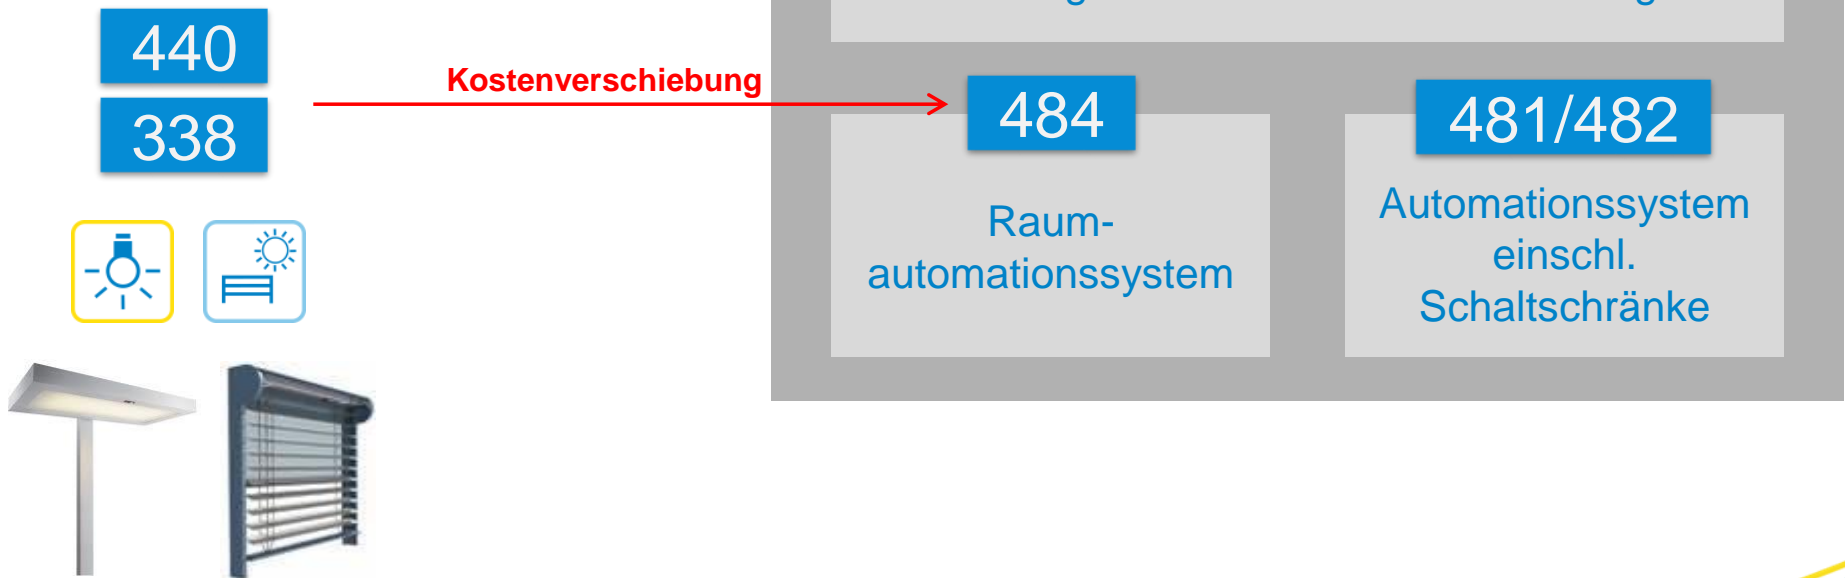 440
338
Kostenverschiebung
484
Raum-
automationssystem
481/482
Automationssystem
einschl.
Schaltschränke